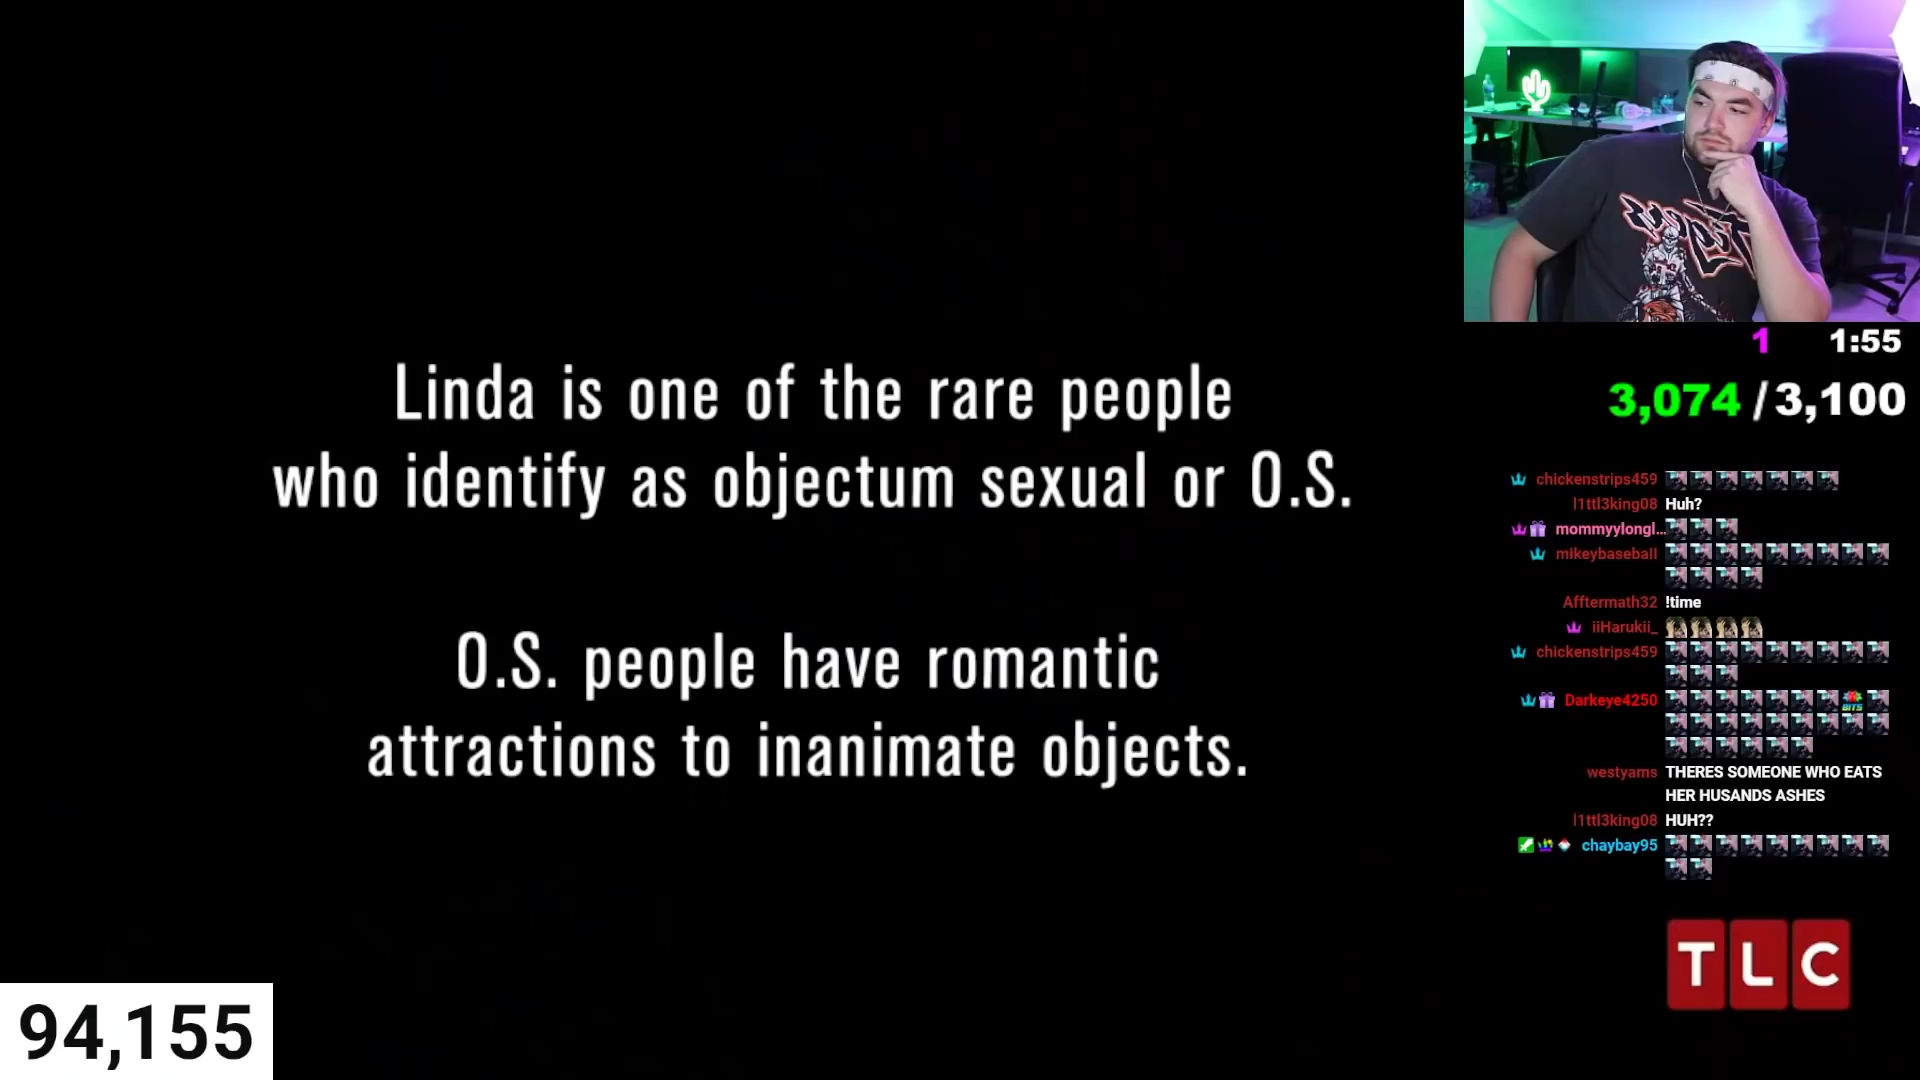 Linda is one of the rare people
who identify as objectum sexual or O.S.
O.S. people have romantic
attractions to inanimate objects.
1 1:55
3,074 / 3,100
chickenstrips459
l1ttl3king08 Huh?
mommyylongl...
mikeybaseball
Afftermath32 !time
iiHarukii_
chickenstrips459
Darkeye4250 BITS
westyams THERES SOMEONE WHO EATS
HER HUSANDS ASHES
l1ttl3king08 HUH??
chaybay95
TLC
94,155